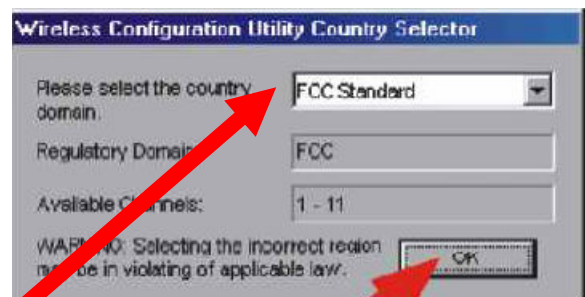 Wireless Configuration Utility Country Selector
Please select the country
domain.
FCC Standard
Regulatory Domain:
FCC
Available Channels:
1 - 11
WARNING: Selecting the incorrect region
may be in violating of applicable law.
OK